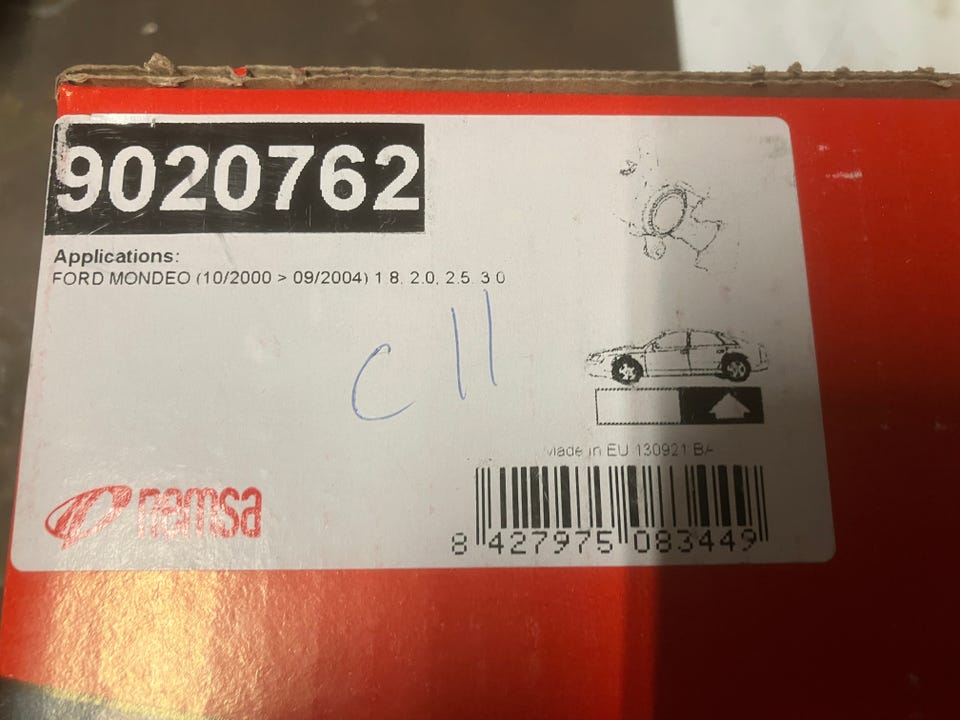 9020762
Applications:
FORD MONDEO (10/2000 > 09/2004) 1.8, 2.0, 2.5, 3.0
C11
Made in EU 130921 BA
nemsa
8 427975 083449